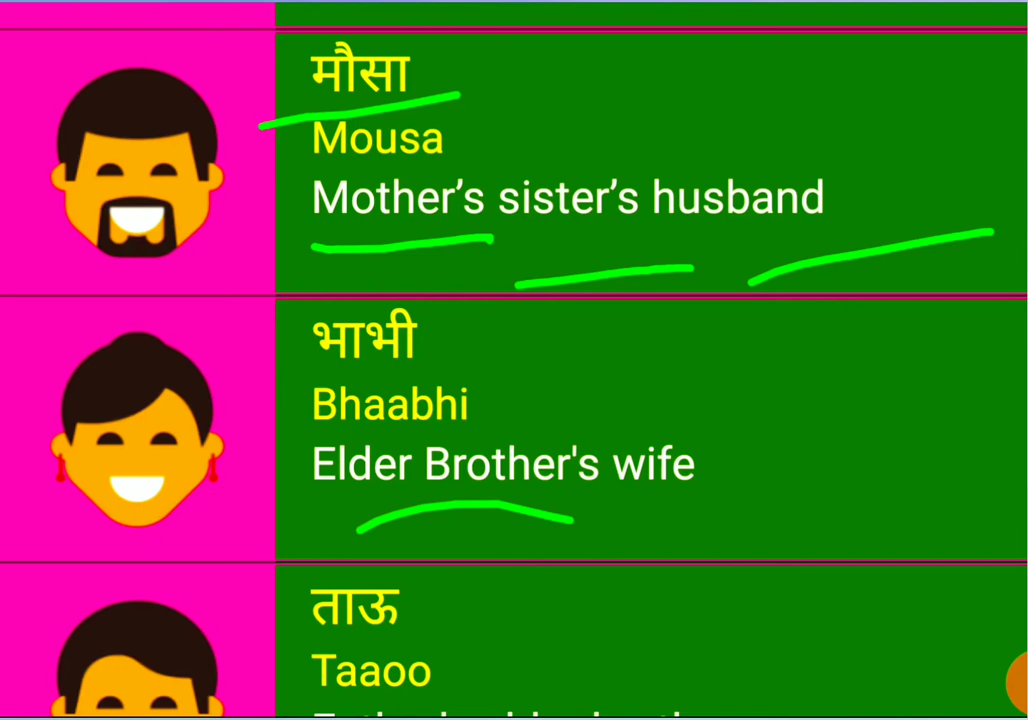 मौसा
Mousa
Mother’s sister’s husband
भाभी
Bhaabhi
Elder Brother's wife
ताऊ
Taaoo